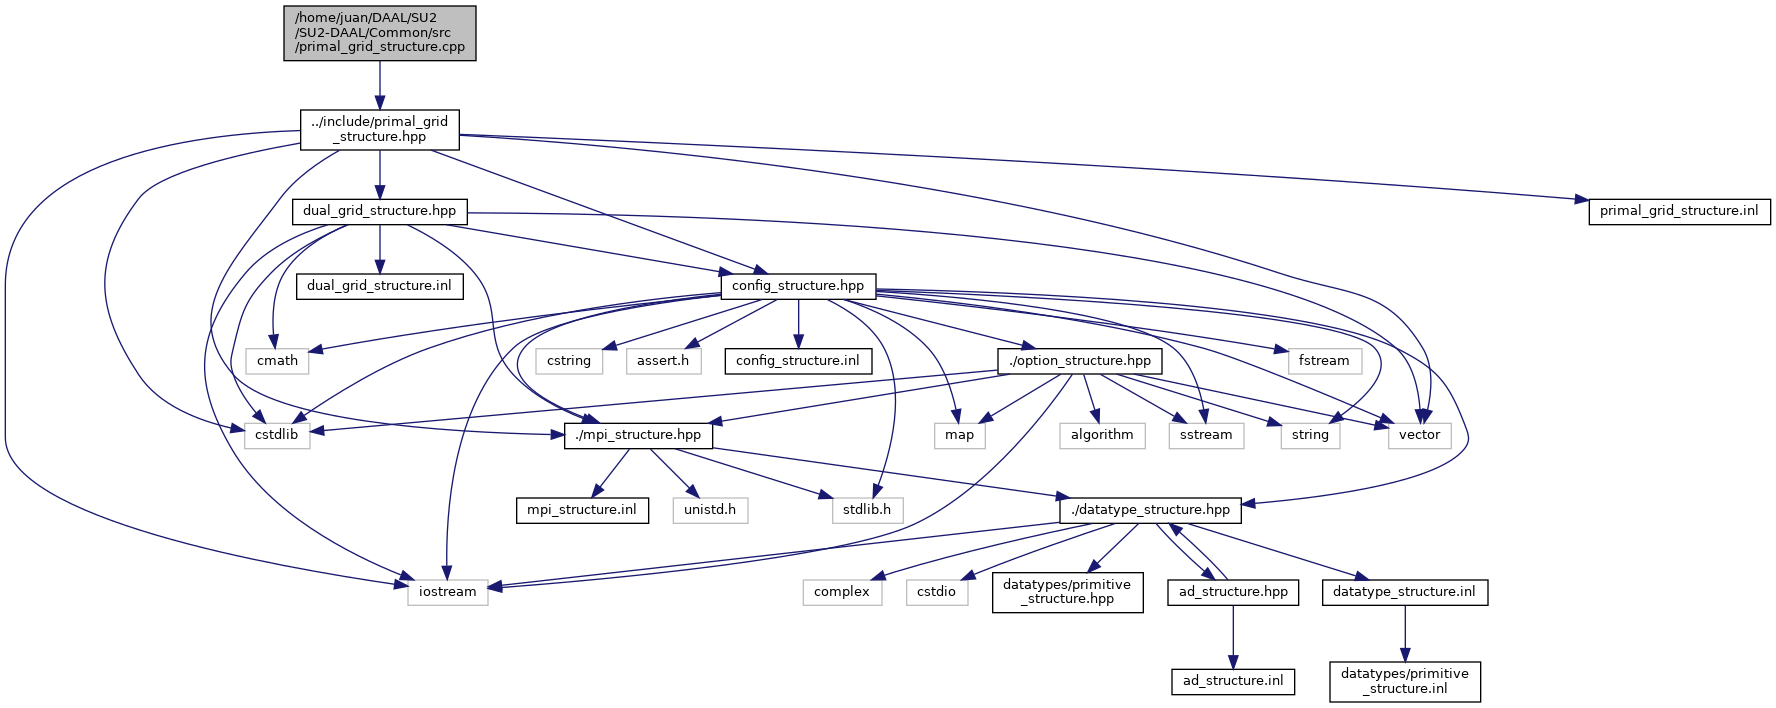 /home/juan/DAAL/SU2
/SU2-DAAL/Common/src
/primal_grid_structure.cpp
../include/primal_grid
_structure.hpp
dual_grid_structure.hpp
primal_grid_structure.inl
dual_grid_structure.inl
config_structure.hpp
cmath
cstring
assert.h
config_structure.inl
./option_structure.hpp
fstream
cstdlib
./mpi_structure.hpp
map
algorithm
sstream
string
vector
mpi_structure.inl
unistd.h
stdlib.h
./datatype_structure.hpp
iostream
complex
cstdio
datatypes/primitive
_structure.hpp
ad_structure.hpp
datatype_structure.inl
ad_structure.inl
datatypes/primitive
_structure.inl